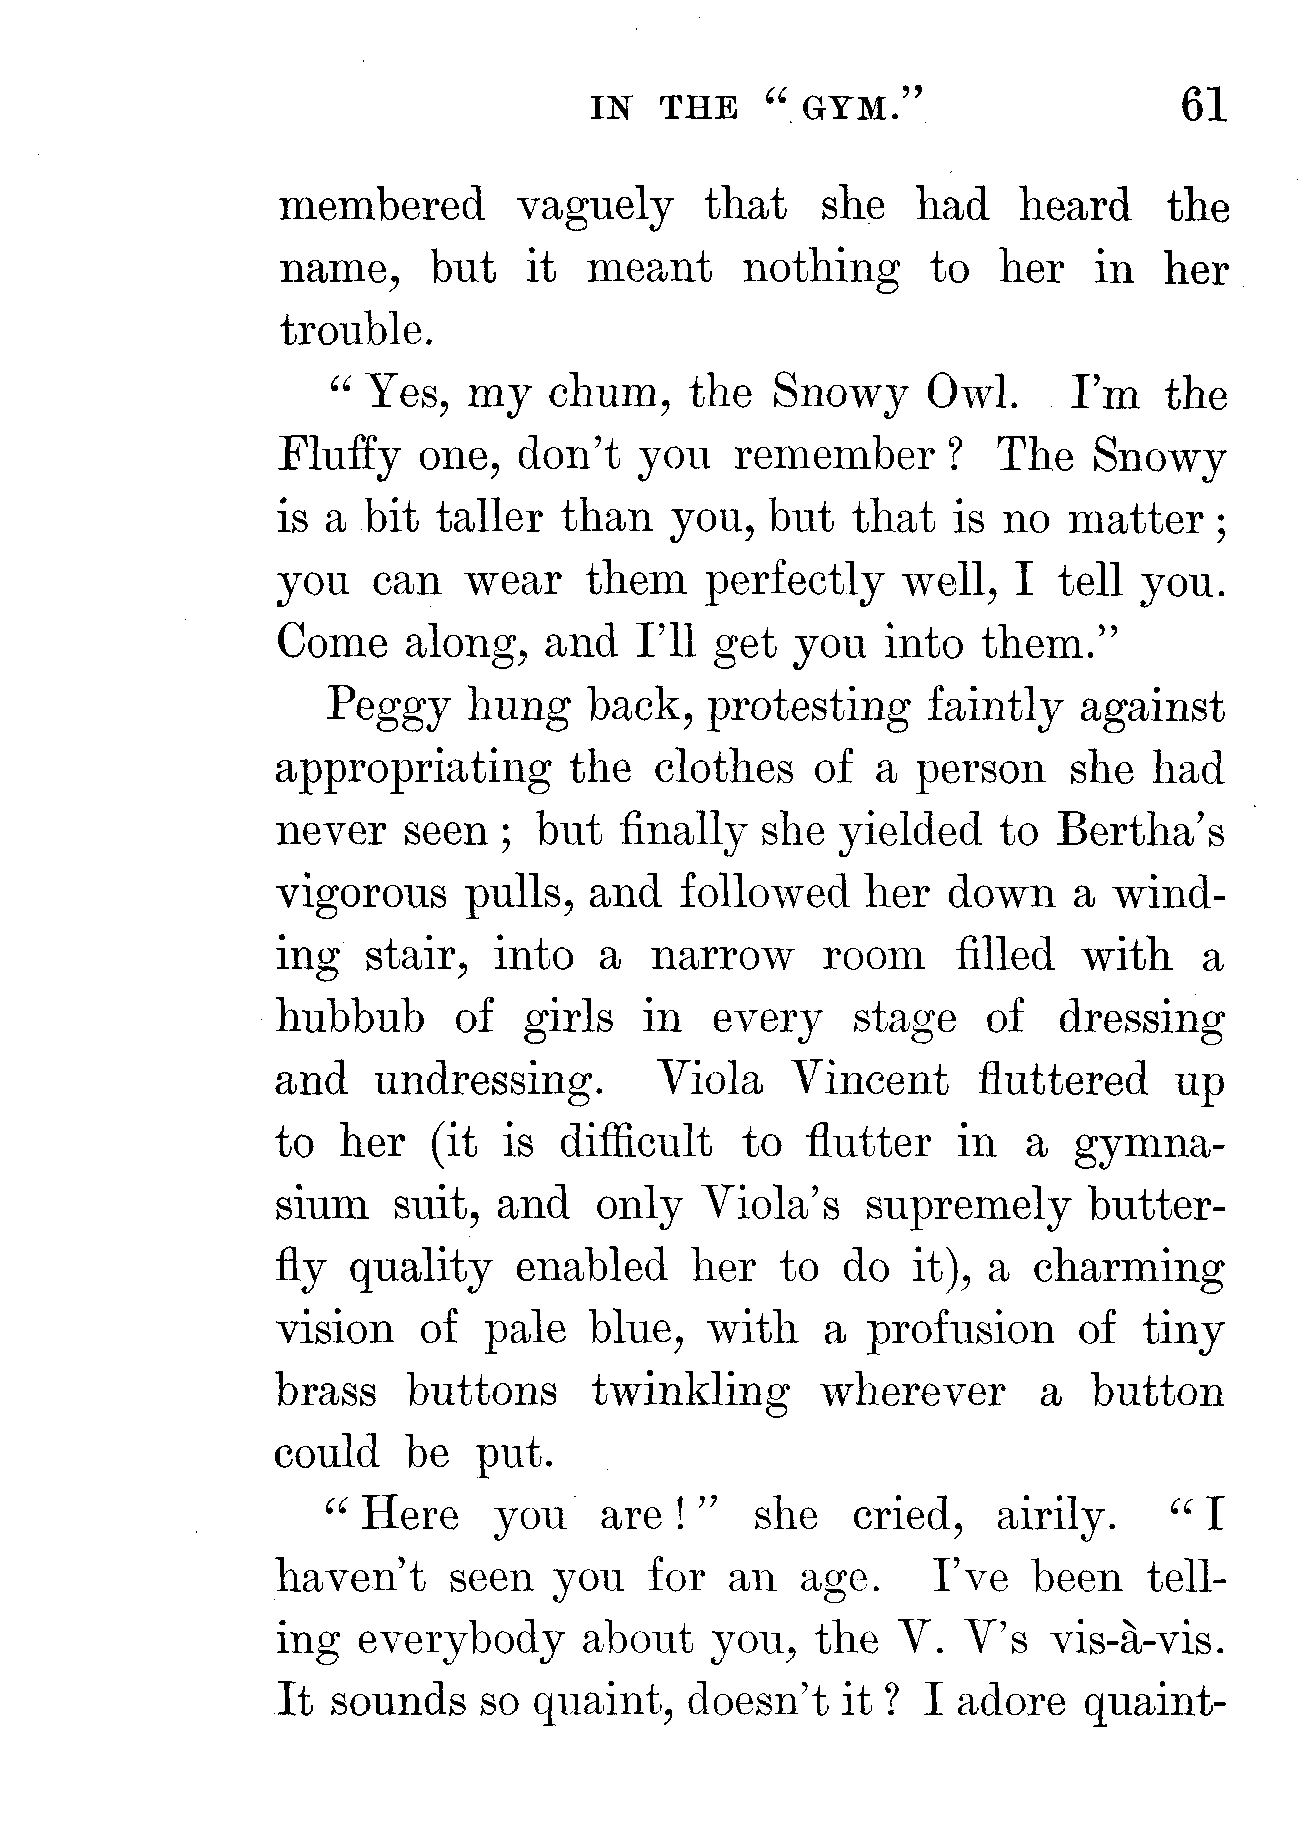 IN THE "GYM." 61
membered vaguely that she had heard the
name, but it meant nothing to her in her
trouble.
"Yes, my chum, the Snowy Owl. I'm the
Fluffy one, don't you remember? The Snowy
is a bit taller than you, but that is no matter;
you can wear them perfectly well, I tell you.
Come along, and I'll get you into them."
Peggy hung back, protesting faintly against
appropriating the clothes of a person she had
never seen; but finally she yielded to Bertha's
vigorous pulls, and followed her down a wind-
ing stair, into a narrow room filled with a
hubbub of girls in every stage of dressing
and undressing. Viola Vincent fluttered up
to her (it is difficult to flutter in a gymna-
sium suit, and only Viola's supremely butter-
fly quality enabled her to do it), a charming
vision of pale blue, with a profusion of tiny
brass buttons twinkling wherever a button
could be put.
"Here you are!" she cried, airily. "I
haven't seen you for an age. I've been tell-
ing everybody about you, the V. V's vis-à-vis.
It sounds so quaint, doesn't it? I adore quaint-